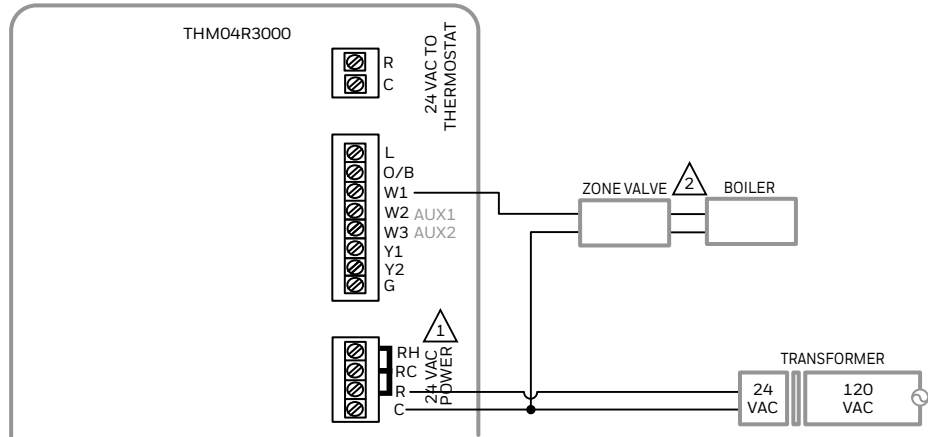 THM04R3000
R
C
24 VAC TO
THERMOSTAT
L
O/B
W1
W2 AUX1
W3 AUX2
Y1
Y2
G
ZONE VALVE
2
BOILER
1
RH
RC
R
C
24 VAC
POWER
TRANSFORMER
24
VAC
120
VAC